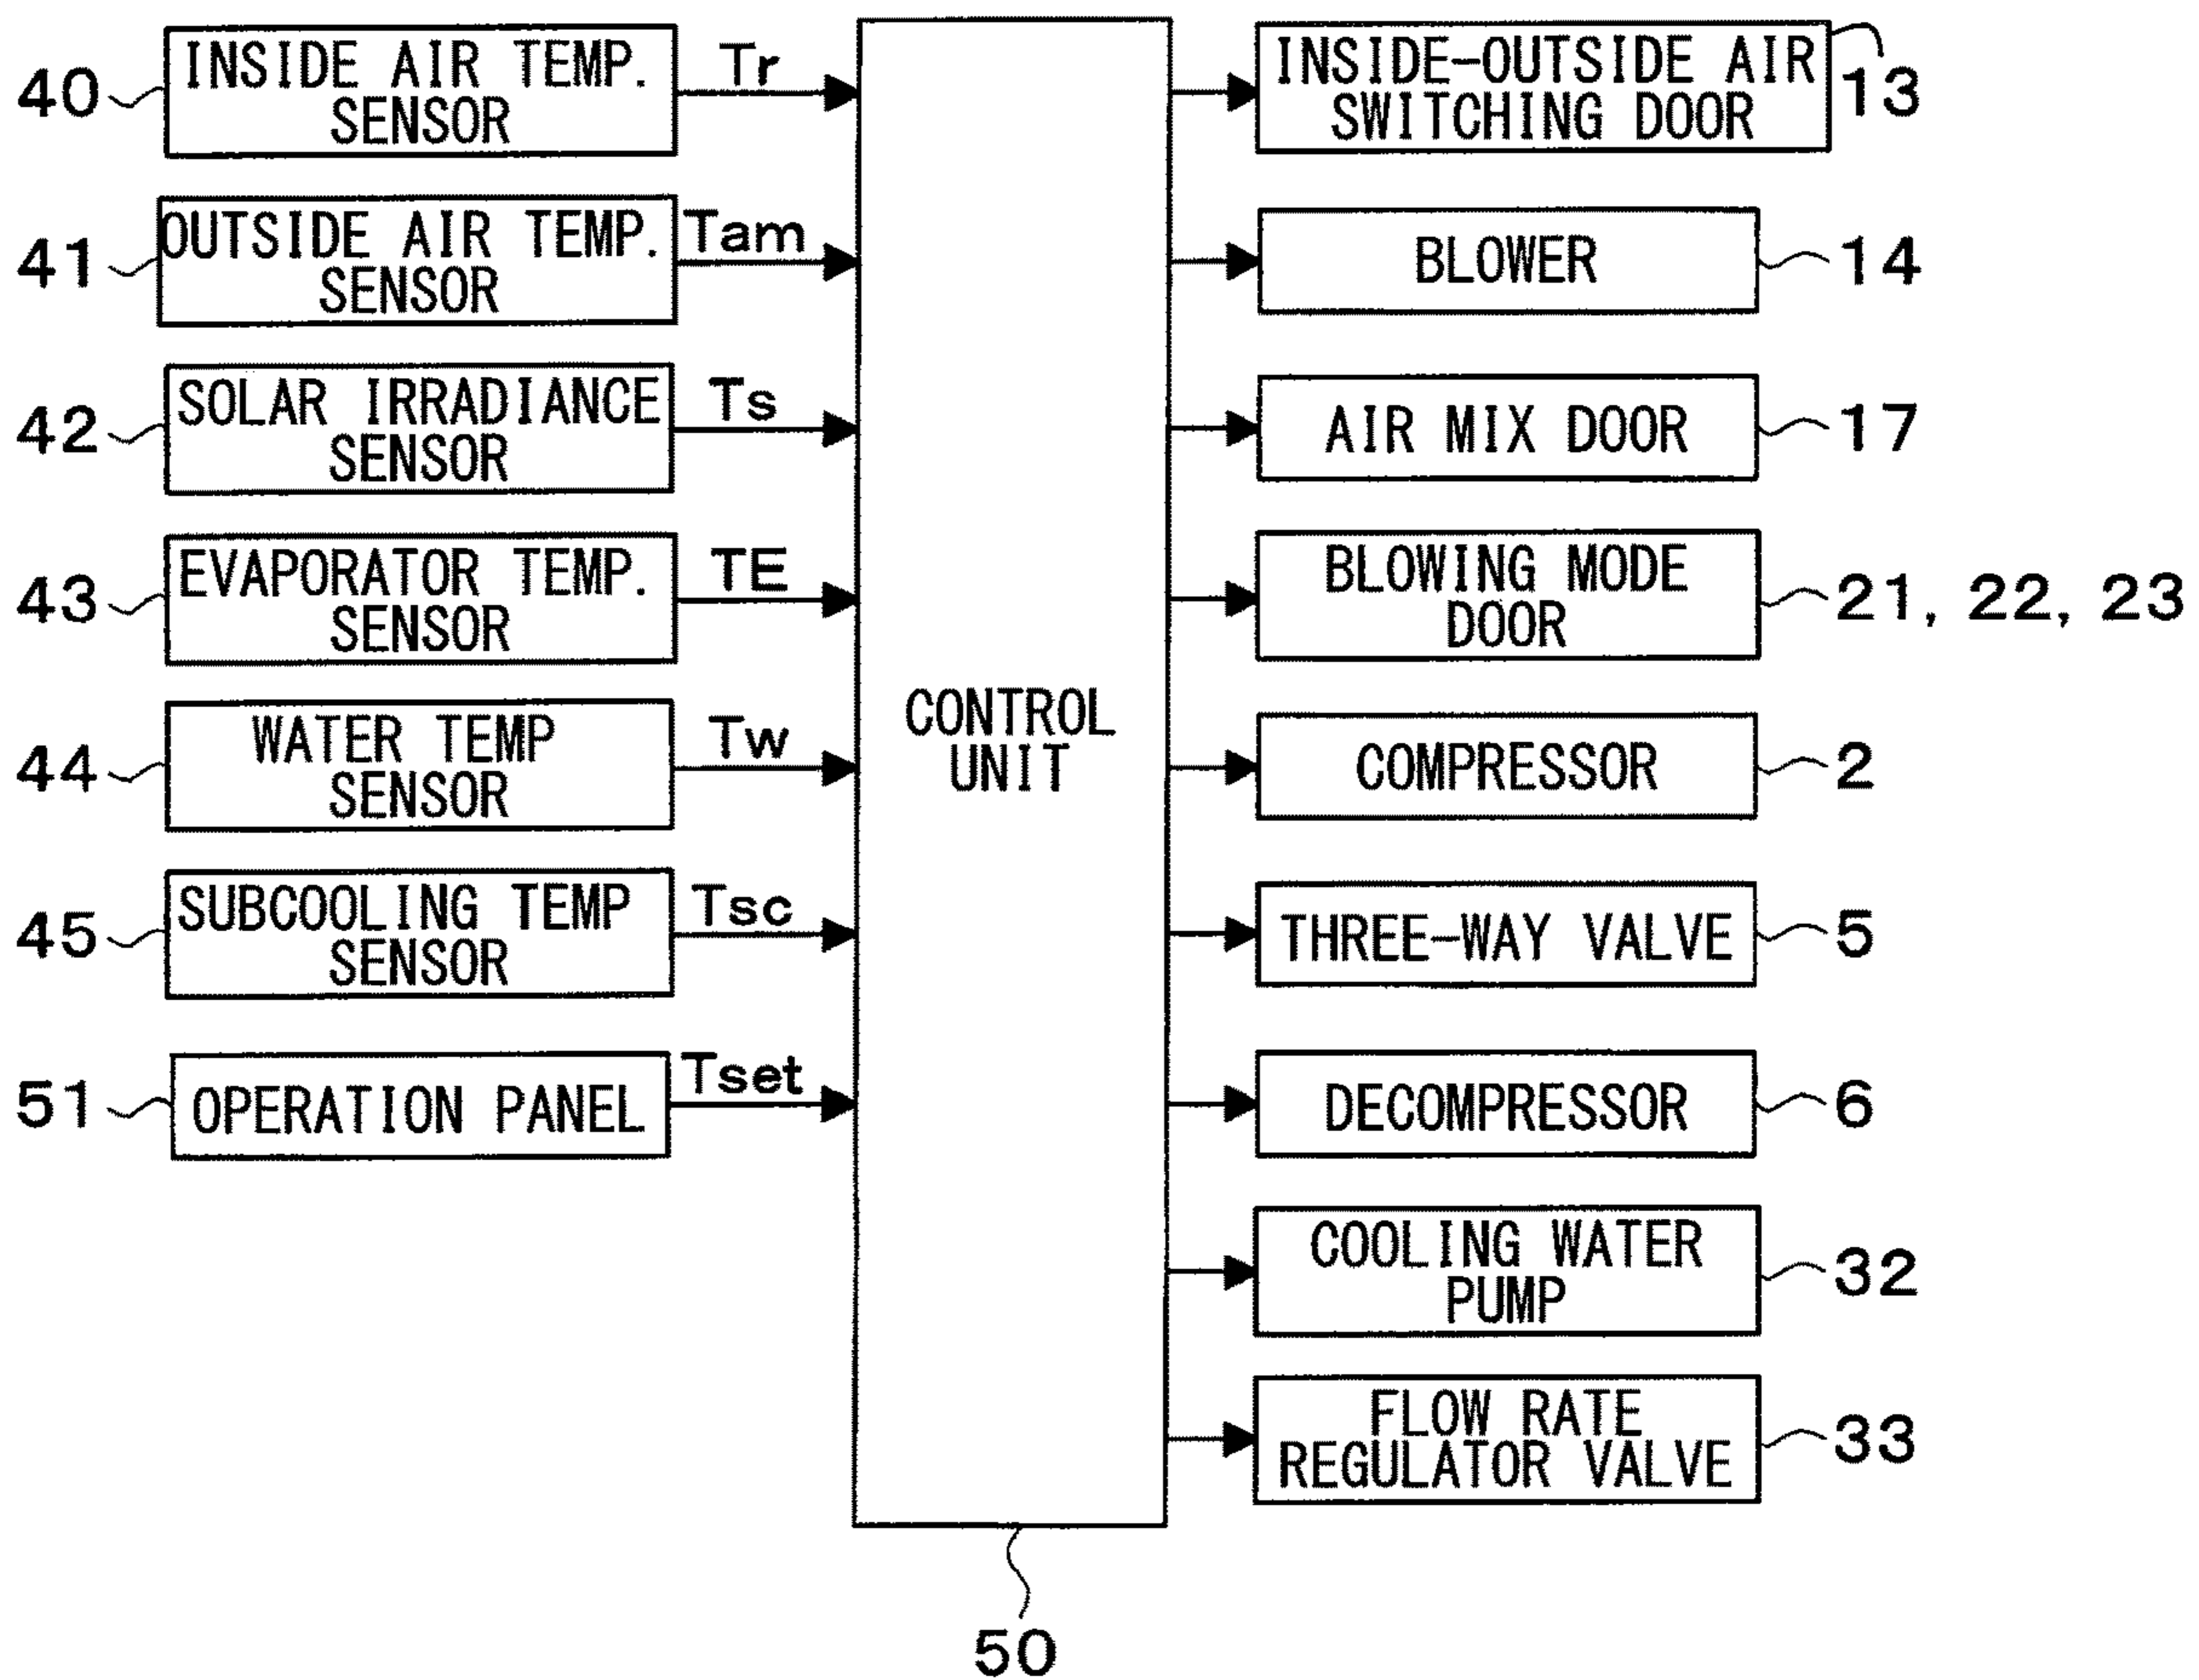 40
INSIDE AIR TEMP.
SENSOR
Tr
41
OUTSIDE AIR TEMP.
SENSOR
Tam
42
SOLAR IRRADIANCE
SENSOR
Ts
43
EVAPORATOR TEMP.
SENSOR
TE
44
WATER TEMP
SENSOR
Tw
45
SUBCOOLING TEMP
SENSOR
Tsc
51
OPERATION PANEL
Tset
CONTROL
UNIT
50
INSIDE-OUTSIDE AIR
SWITCHING DOOR
13
BLOWER
14
AIR MIX DOOR
17
BLOWING MODE
DOOR
21, 22, 23
COMPRESSOR
2
THREE-WAY VALVE
5
DECOMPRESSOR
6
COOLING WATER
PUMP
32
FLOW RATE
REGULATOR VALVE
33